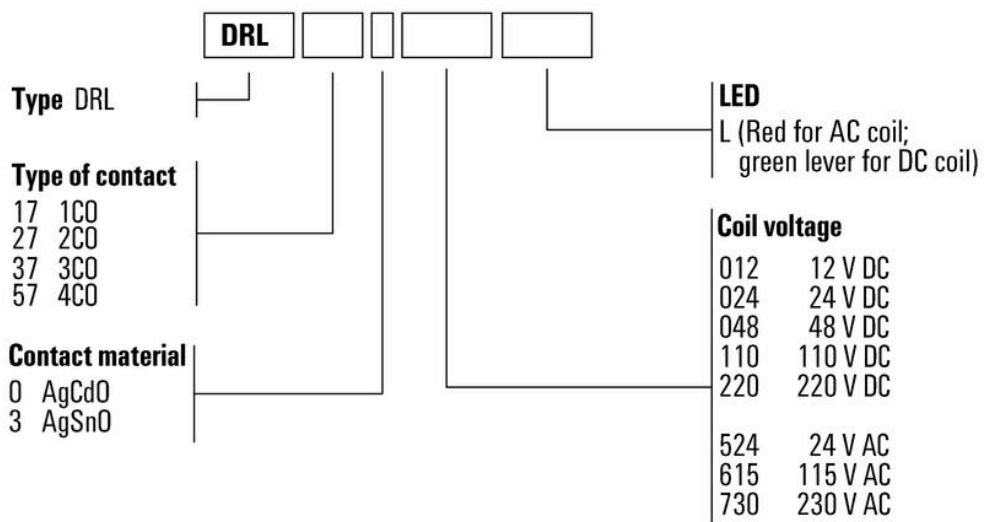 DRL
Type DRL
Type of contact
17 1CO
27 2CO
37 3CO
57 4CO
Contact material
0 AgCdO
3 AgSnO
LED
L (Red for AC coil;
green lever for DC coil)
Coil voltage
012 12 V DC
024 24 V DC
048 48 V DC
110 110 V DC
220 220 V DC
524 24 V AC
615 115 V AC
730 230 V AC